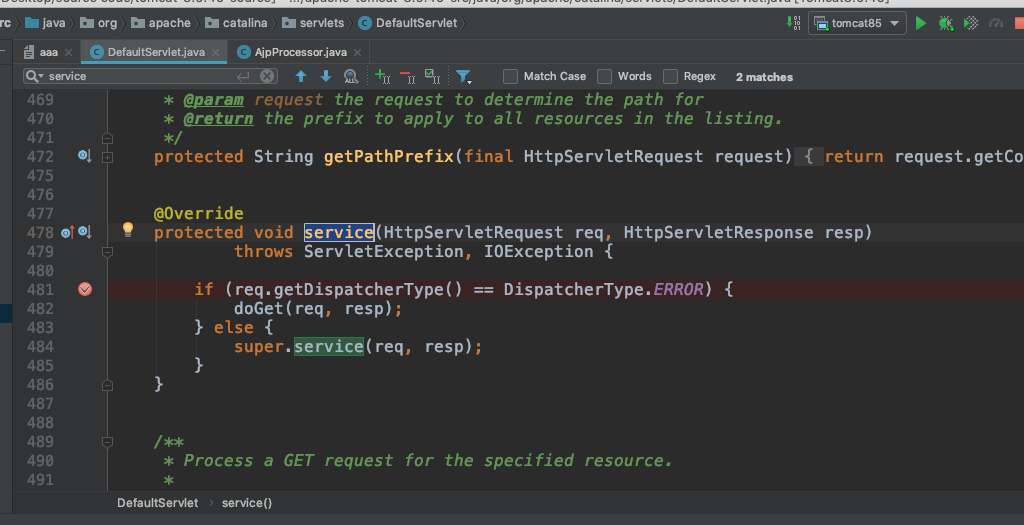 rc java org apache catalina servlets DefaultServlet tomcat85
aaa DefaultServlet.java AjpProcessor.java
service Match Case Words Regex 2 matches
469 * @param request the request to determine the path for
470 * @return the prefix to apply to all resources in the listing.
471 */
472 protected String getPathPrefix(final HttpServletRequest request) { return request.getCo
475
476
477 @Override
478 protected void service(HttpServletRequest req, HttpServletResponse resp)
479 throws ServletException, IOException {
480
481 if (req.getDispatcherType() == DispatcherType.ERROR) {
482 doGet(req, resp);
483 } else {
484 super.service(req, resp);
485 }
486 }
487
488
489 /**
490 * Process a GET request for the specified resource.
491 *
DefaultServlet service()